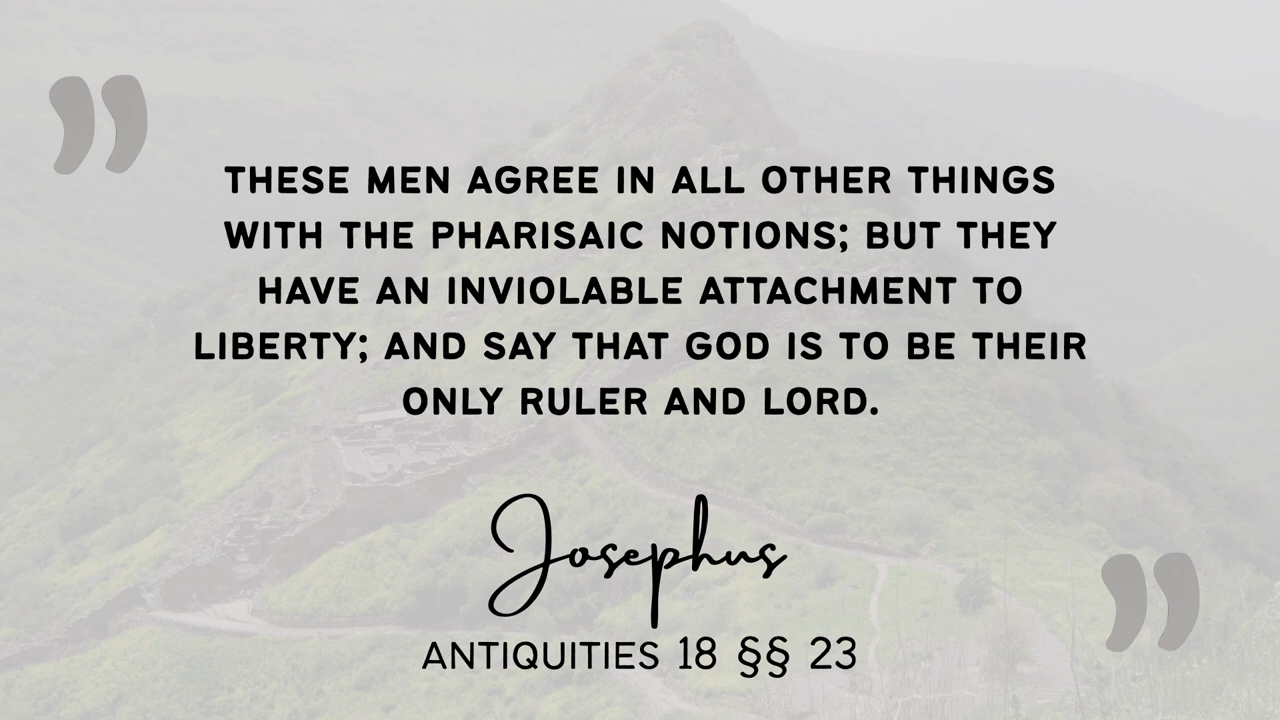 ”
THESE MEN AGREE IN ALL OTHER THINGS
WITH THE PHARISAIC NOTIONS; BUT THEY
HAVE AN INVIOLABLE ATTACHMENT TO
LIBERTY; AND SAY THAT GOD IS TO BE THEIR
ONLY RULER AND LORD.
Josephus
ANTIQUITIES 18 §§ 23
”